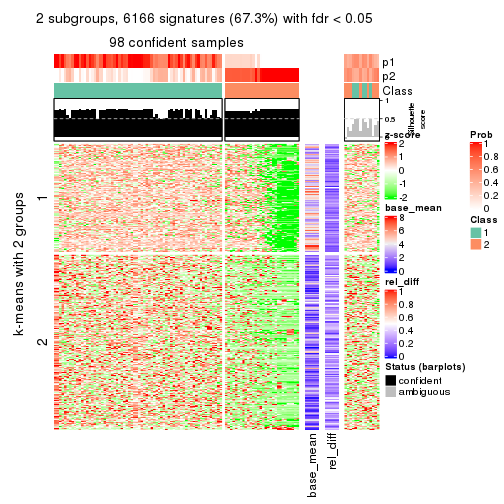 2 subgroups, 6166 signatures (67.3%) with fdr < 0.05
98 confident samples
p1
p2
Class
1
0.5
0
Silhouette
score
k-means with 2 groups
1
2
base_mean
rel_diff
z-score
2
1
0
-1
-2
base_mean
8
6
4
2
0
rel_diff
1
0.8
0.6
0.4
0.2
0
Status (barplots)
confident
ambiguous
Prob
1
0.8
0.6
0.4
0.2
0
Class
1
2